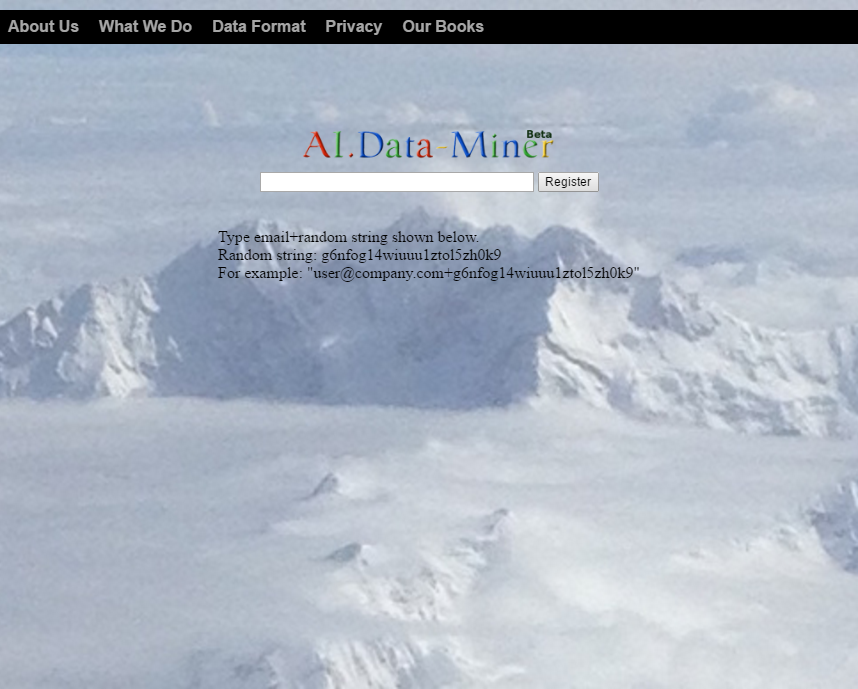 About Us What We Do Data Format Privacy Our Books
AI.Data-Miner Beta
Register
Type email+random string shown below.
Random string: g6nfog14wiuuu1ztol5zh0k9
For example: "user@company.com+g6nfog14wiuuu1ztol5zh0k9"